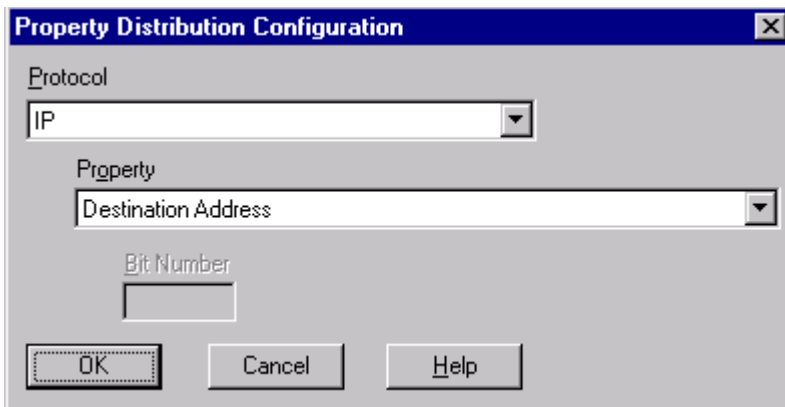 Property Distribution Configuration
Protocol
IP
Property
Destination Address
Bit Number
OK
Cancel
Help